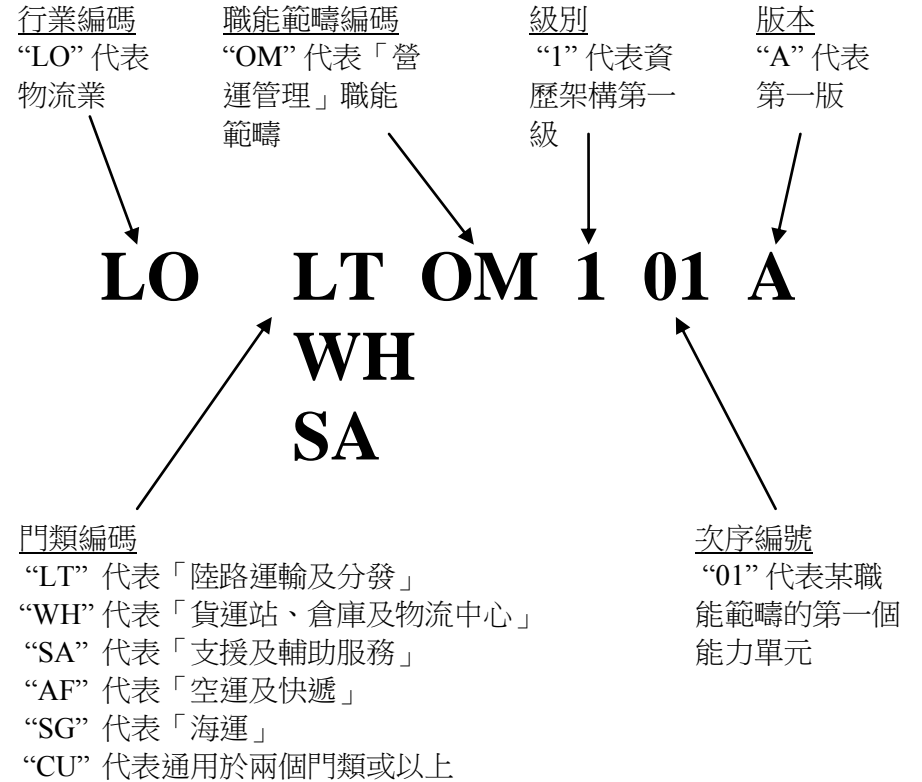 行業編碼
“LO” 代表
物流業
職能範疇編碼
“OM” 代表「營
運管理」職能
範疇
級別
“1” 代表資
歷架構第一
級
版本
“A” 代表
第一版
LO LT OM 1 01 A
WH
SA
門類編碼
“LT” 代表「陸路運輸及分發」
“WH” 代表「貨運站、倉庫及物流中心」
“SA” 代表「支援及輔助服務」
“AF” 代表「空運及快遞」
“SG” 代表「海運」
“CU” 代表通用於兩個門類或以上
次序編號
“01” 代表某職
能範疇的第一個
能力單元